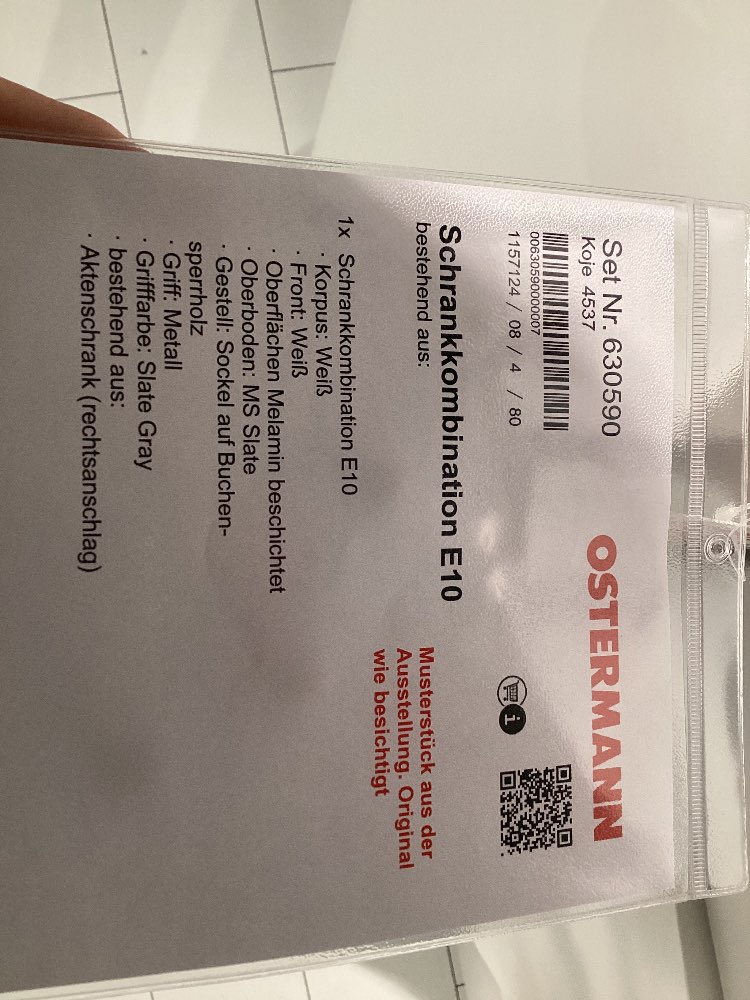 Set Nr. 630590
Koje 4537
OSTERMANN
00630590000007
1157124 / 08 / 4 / 80
i
Schrankkombination E10
bestehend aus:
Musterstück aus der
Ausstellung. Original
wie besichtigt
1x Schrankkombination E10
· Korpus: Weiß
· Front: Weiß
· Oberflächen Melamin beschichtet
· Oberboden: MS Slate
· Gestell: Sockel auf Buchen-
sperrholz
· Griff: Metall
· Grifffarbe: Slate Gray
· bestehend aus:
· Aktenschrank (rechtsanschlag)